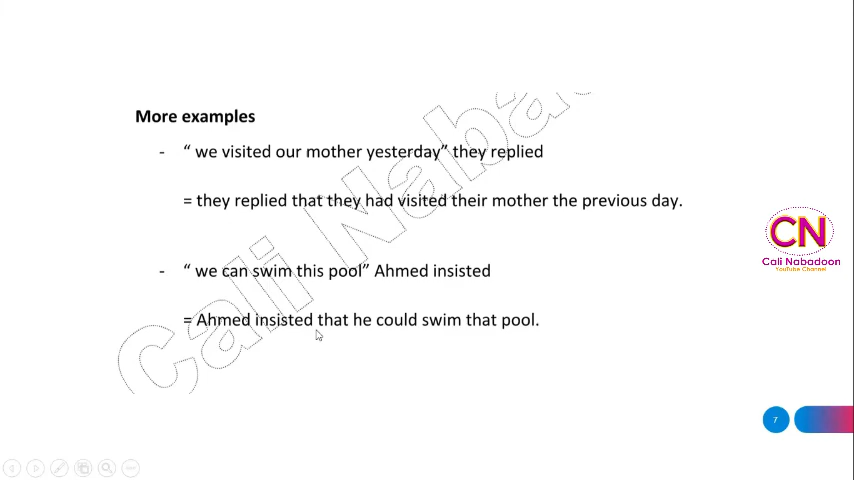 More examples
- “ we visited our mother yesterday” they replied
= they replied that they had visited their mother the previous day.
- “ we can swim this pool” Ahmed insisted
= Ahmed insisted that he could swim that pool.
Cali Naba
CN
Cali Nabadoon
YouTube Channel
7